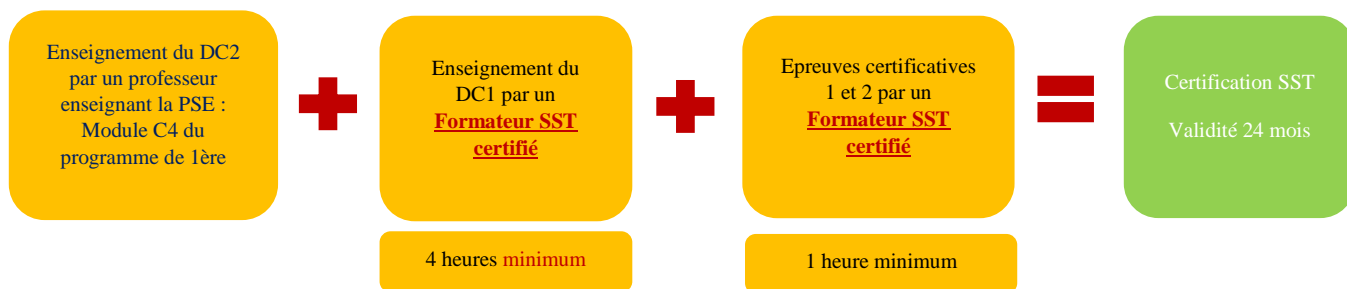 Enseignement du DC2
par un professeur
enseignant la PSE :
Module C4 du
programme de 1ère
Enseignement du
DC1 par un
Formateur SST
certifié
4 heures minimum
Epreuves certificatives
1 et 2 par un
Formateur SST
certifié
1 heure minimum
Certification SST
Validité 24 mois